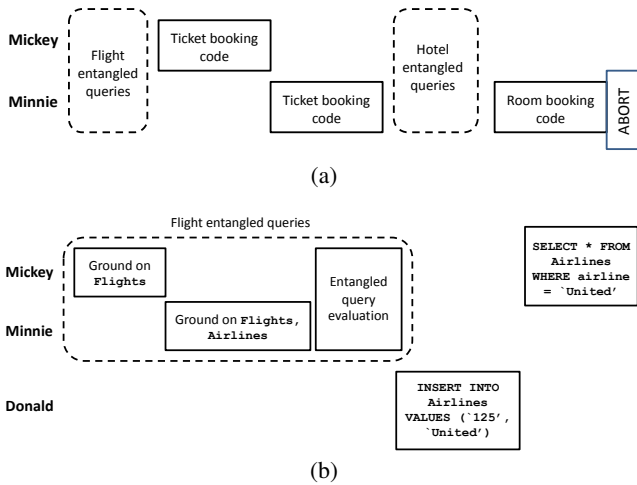 Mickey
Flight
entangled
queries
Ticket booking
code
Hotel
entangled
queries
Minnie
Ticket booking
code
Room booking
code
ABORT
(a)
Flight entangled queries
Mickey
Ground on
Flights
Entangled
query
evaluation
SELECT * FROM
Airlines
WHERE airline
= `United'
Minnie
Ground on Flights,
Airlines
Donald
INSERT INTO
Airlines
VALUES (`125',
`United')
(b)